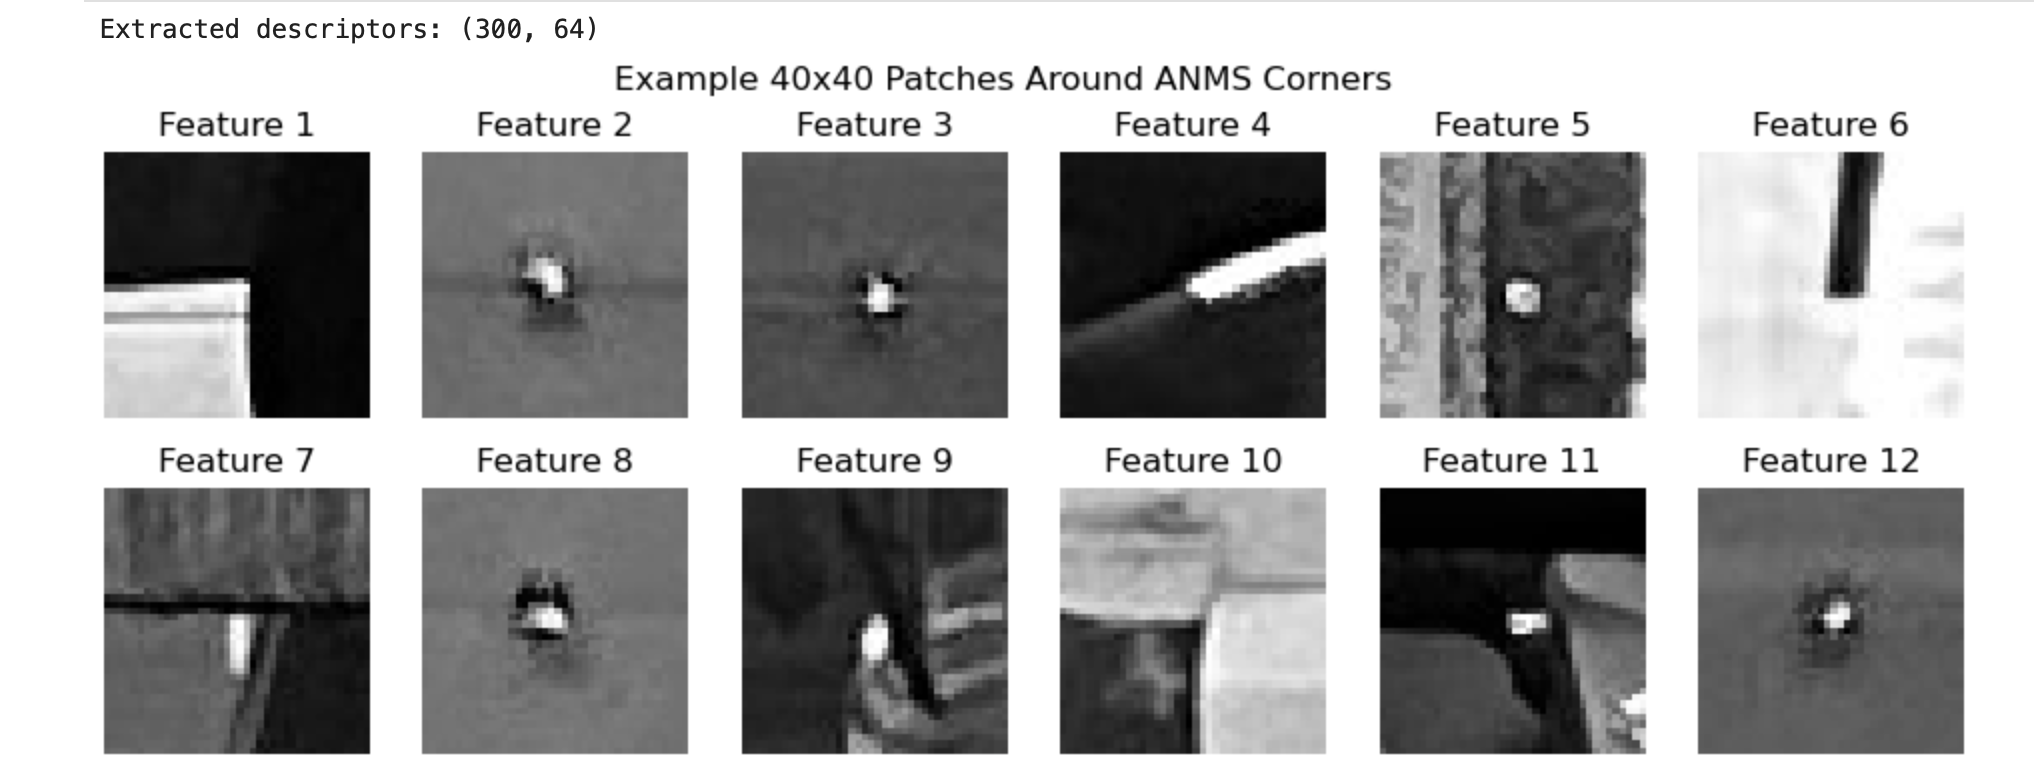 Extracted descriptors: (300, 64)
Example 40x40 Patches Around ANMS Corners
Feature 1
Feature 2
Feature 3
Feature 4
Feature 5
Feature 6
Feature 7
Feature 8
Feature 9
Feature 10
Feature 11
Feature 12